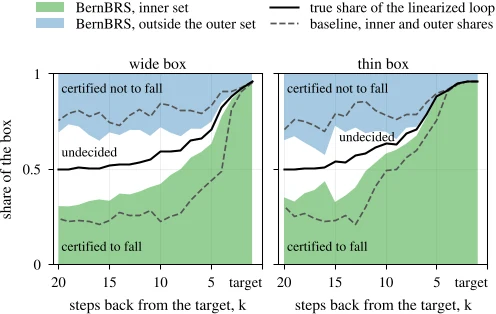 BernBRS, inner set
BernBRS, outside the outer set
true share of the linearized loop
baseline, inner and outer shares
wide box
thin box
share of the box
1
0.5
0
certified not to fall
undecided
certified to fall
certified not to fall
undecided
certified to fall
20 15 10 5 target
20 15 10 5 target
steps back from the target, k
steps back from the target, k